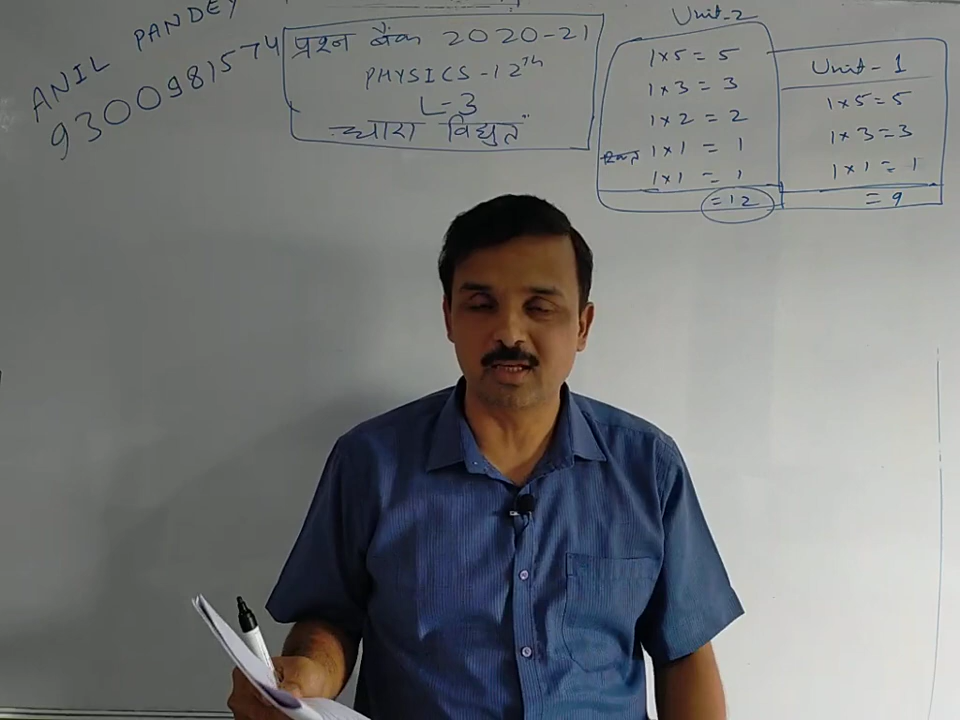 ANIL PANDEY
9300981574
प्रश्न बैंक 2020-21
PHYSICS-12th
L-3
धारा विद्युत
Unit-2
1×5 = 5
1×3 = 3
1×2 = 2
1×1 = 1
1×1 = 1
=12
Unit-1
1×5=5
1×3=3
1×1=1
=9